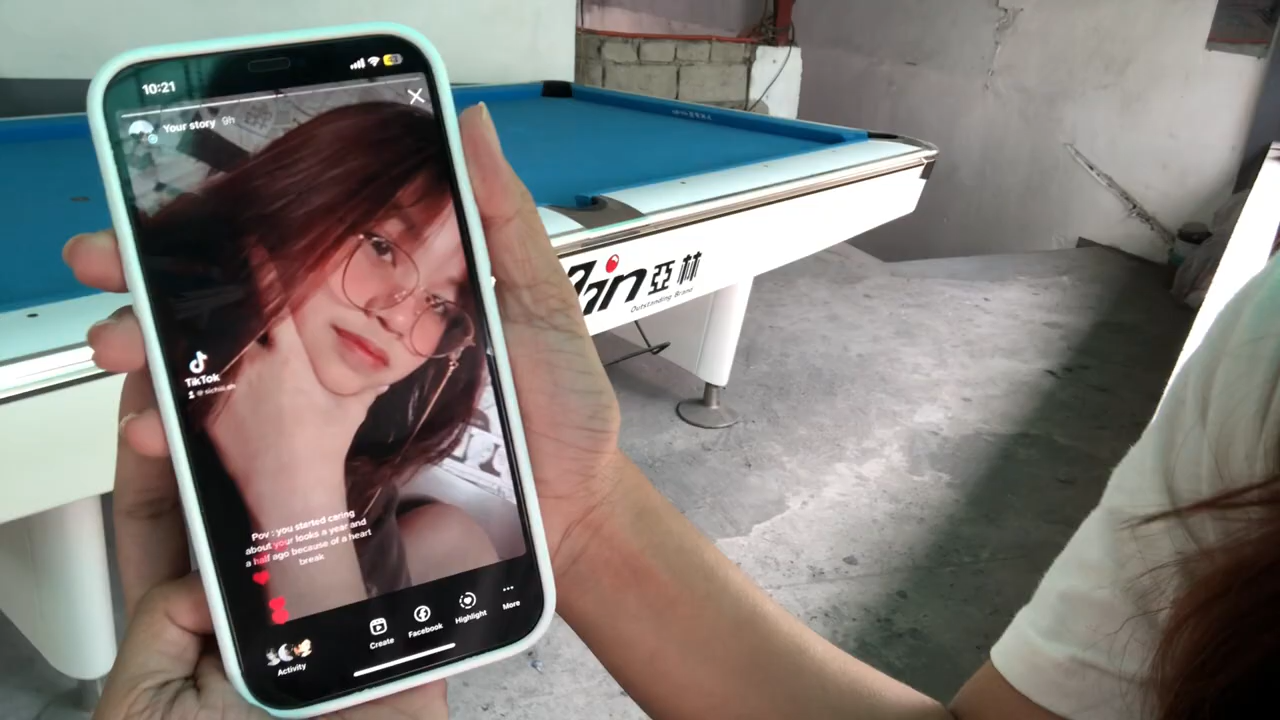 10:21
Your story 9h
TikTok
Pov : you started caring
about your looks a year and
a half ago because of a heart
break
Activity
Create
Facebook
Highlight
More
亞林
Outstanding Brand